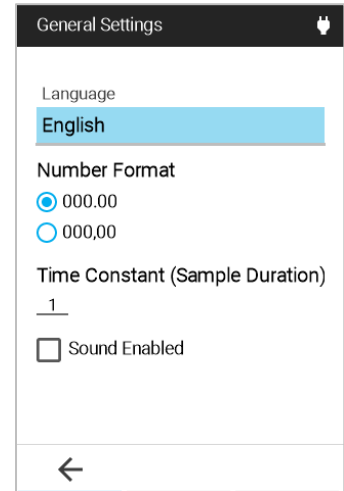 General Settings
Language
English
Number Format
000.00
000,00
Time Constant (Sample Duration)
1
Sound Enabled